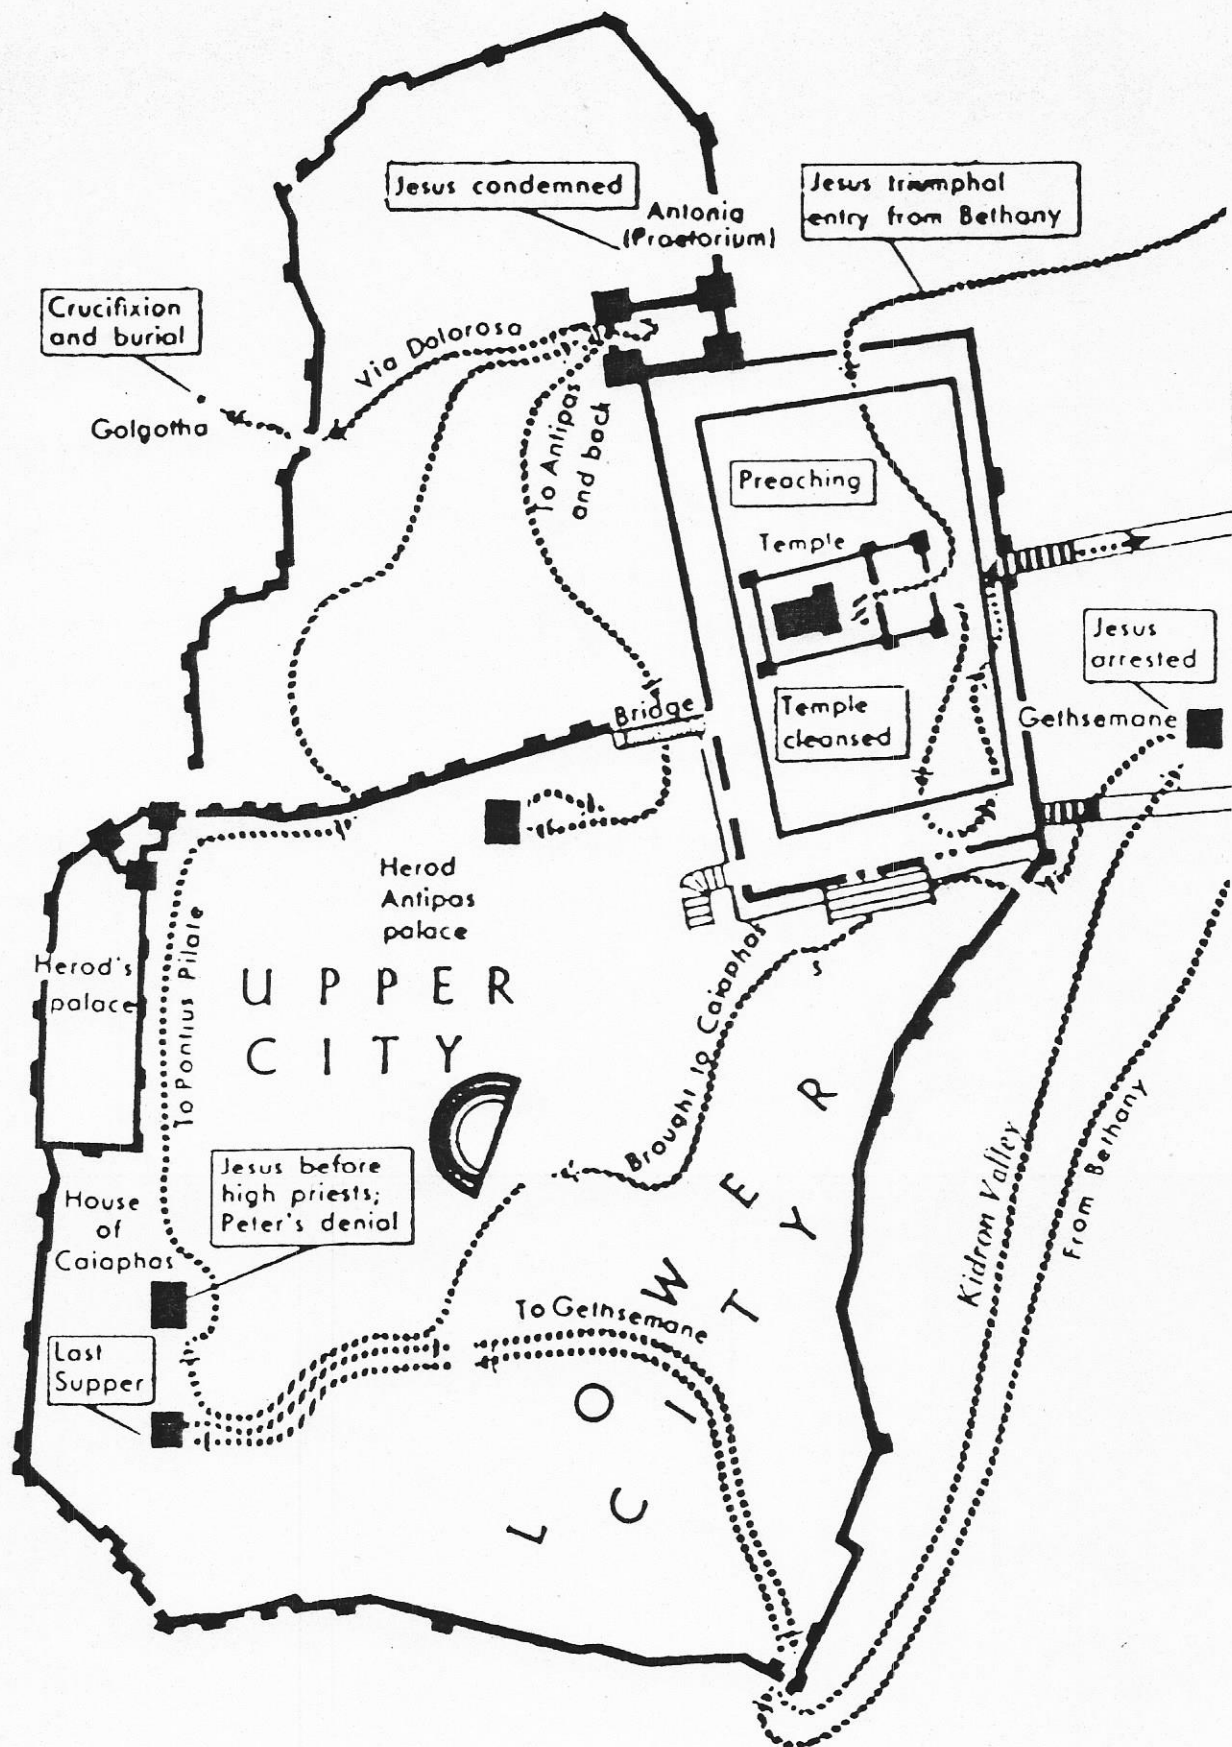 Jesus condemned
Antonia
(Praetorium)
Jesus triumphal
entry from Bethany
Crucifixion
and burial
Via Dolorosa
Golgotha
To Antipas
and back
Preaching
Temple
Jesus
arrested
Temple
cleansed
Gethsemane
Bridge
Herod
Antipas
palace
Herod's
palace
To Pontius Pilate
UPPER
CITY
Brought to Caiaphas
s
Jesus before
high priests;
Peter's denial
House
of
Caiaphas
Kidron Valley
From Bethany
To Gethsemane
Last
Supper
LOWER
CITY